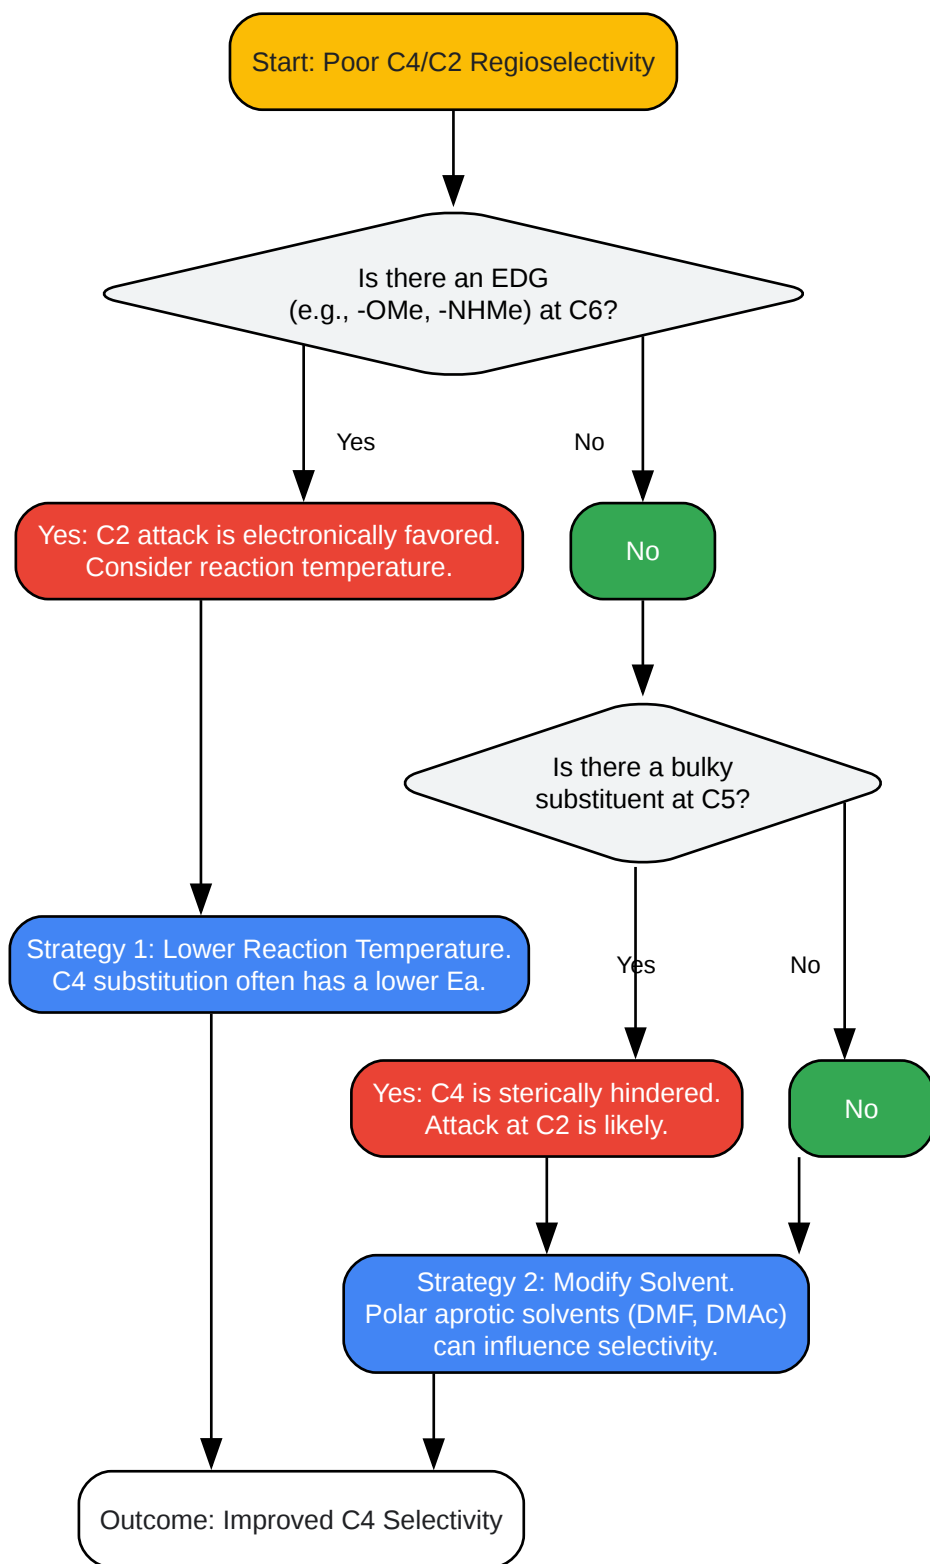 Start: Poor C4/C2 Regioselectivity
Is there an EDG
(e.g., -OMe, -NHMe) at C6?
Yes
No
Yes: C2 attack is electronically favored.
Consider reaction temperature.
No
Is there a bulky
substituent at C5?
Strategy 1: Lower Reaction Temperature.
C4 substitution often has a lower Ea.
Yes
No
Yes: C4 is sterically hindered.
Attack at C2 is likely.
No
Strategy 2: Modify Solvent.
Polar aprotic solvents (DMF, DMAc)
can influence selectivity.
Outcome: Improved C4 Selectivity